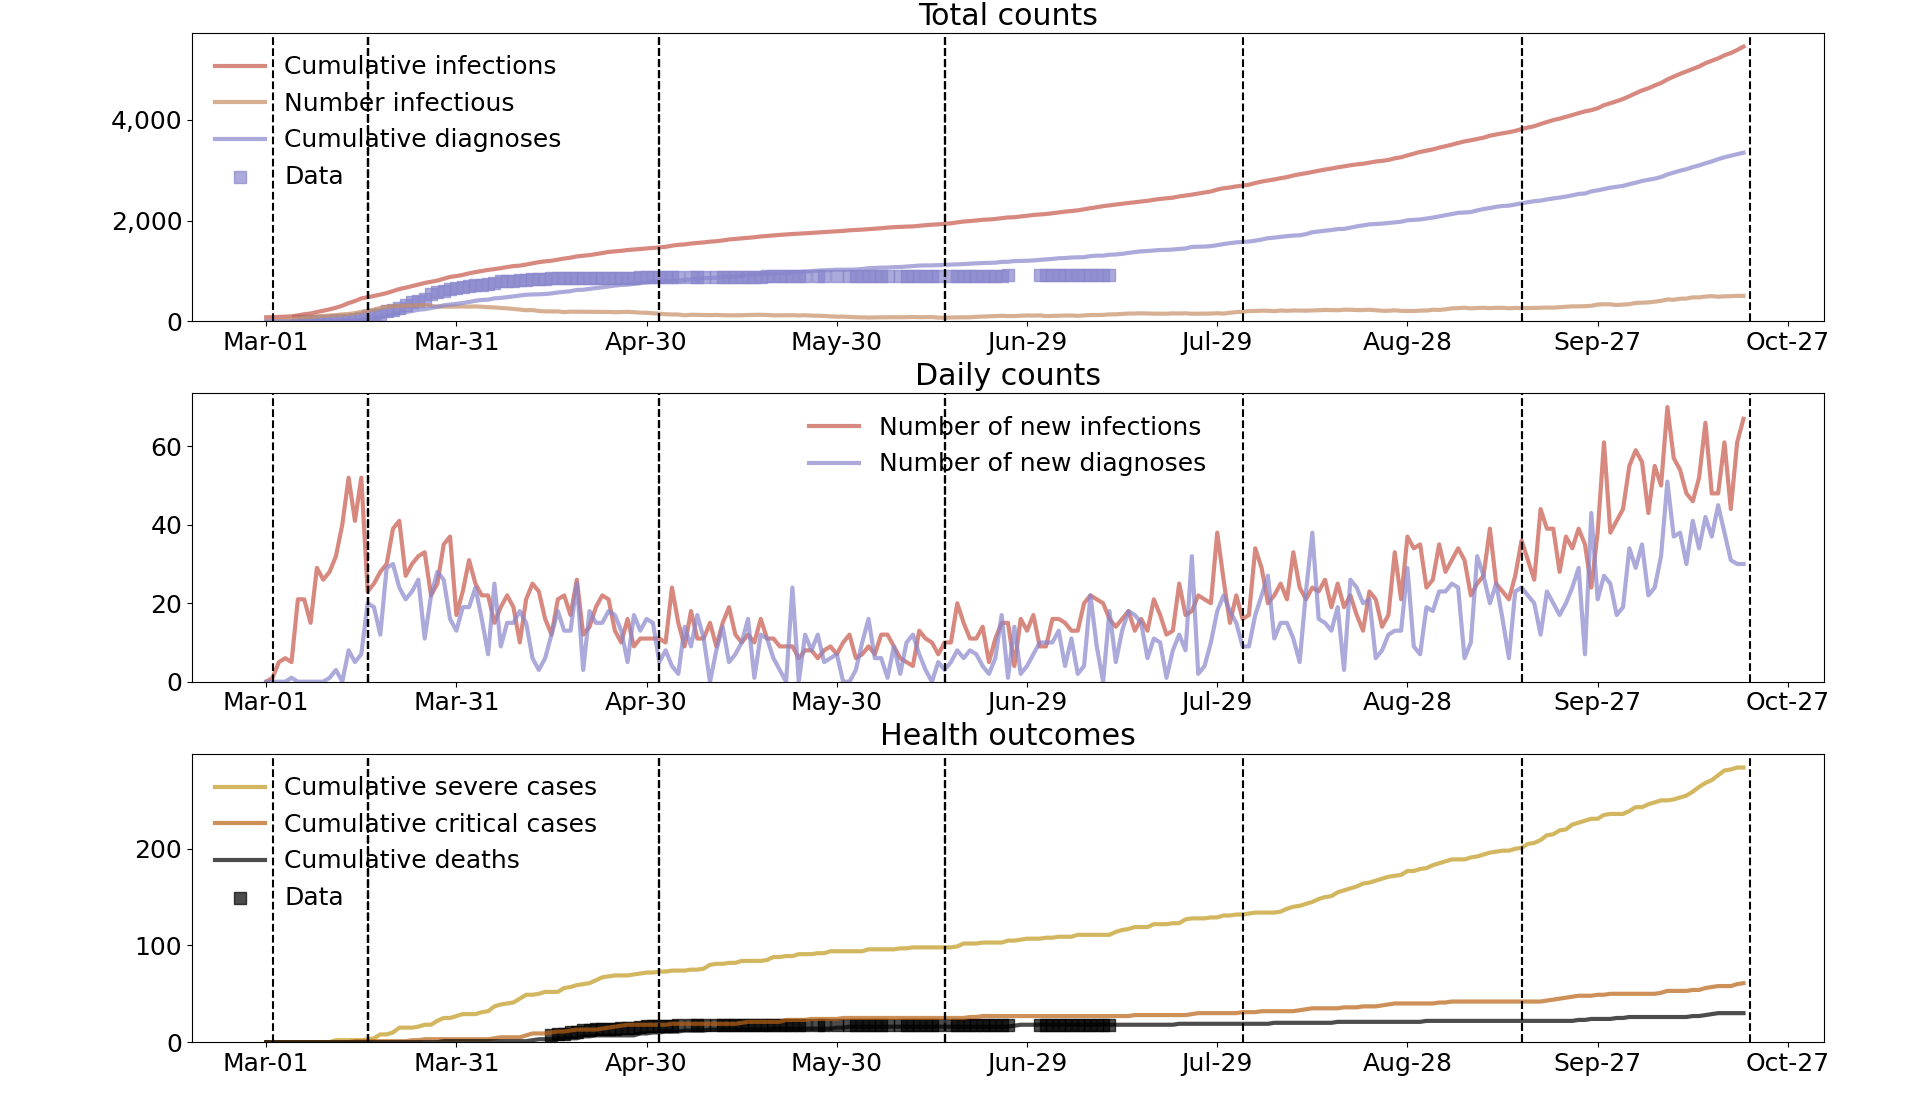 Total counts
Cumulative infections
Number infectious
Cumulative diagnoses
Data
4,000
2,000
0
Mar-01 Mar-31 Apr-30 May-30 Jun-29 Jul-29 Aug-28 Sep-27 Oct-27
Daily counts
Number of new infections
Number of new diagnoses
60
40
20
0
Mar-01 Mar-31 Apr-30 May-30 Jun-29 Jul-29 Aug-28 Sep-27 Oct-27
Health outcomes
Cumulative severe cases
Cumulative critical cases
Cumulative deaths
Data
200
100
0
Mar-01 Mar-31 Apr-30 May-30 Jun-29 Jul-29 Aug-28 Sep-27 Oct-27